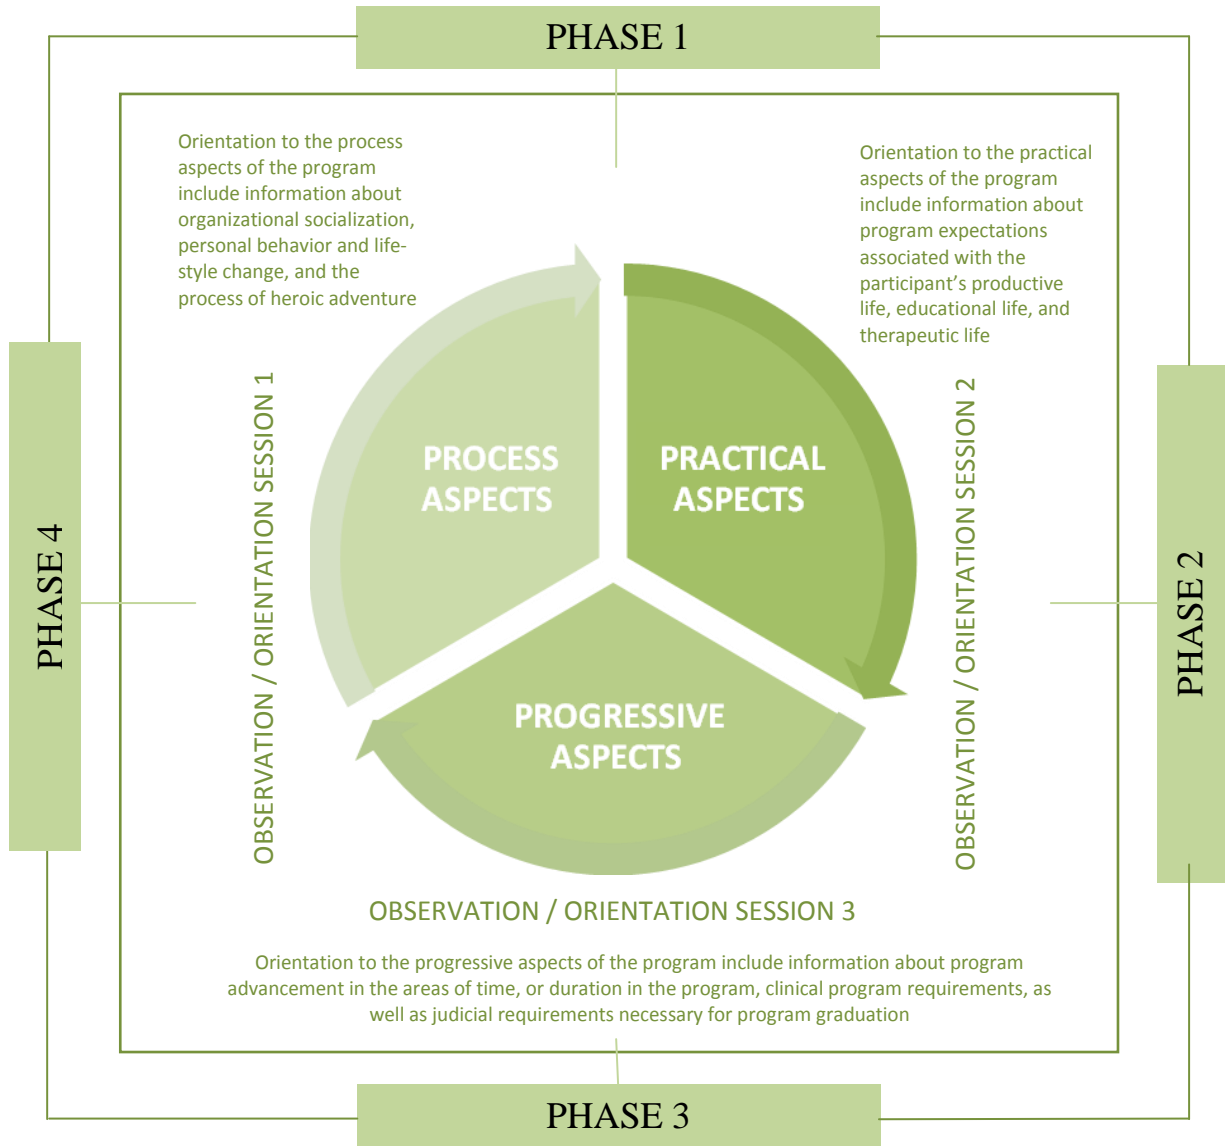 PHASE 1
Orientation to the process
aspects of the program
include information about
organizational socialization,
personal behavior and life-
style change, and the
process of heroic adventure
Orientation to the practical
aspects of the program
include information about
program expectations
associated with the
participant’s productive
life, educational life, and
therapeutic life
PHASE 4
OBSERVATION / ORIENTATION SESSION 1
PROCESS
ASPECTS
PRACTICAL
ASPECTS
OBSERVATION / ORIENTATION SESSION 2
PHASE 2
PROGRESSIVE
ASPECTS
OBSERVATION / ORIENTATION SESSION 3
Orientation to the progressive aspects of the program include information about program
advancement in the areas of time, or duration in the program, clinical program requirements, as
well as judicial requirements necessary for program graduation
PHASE 3